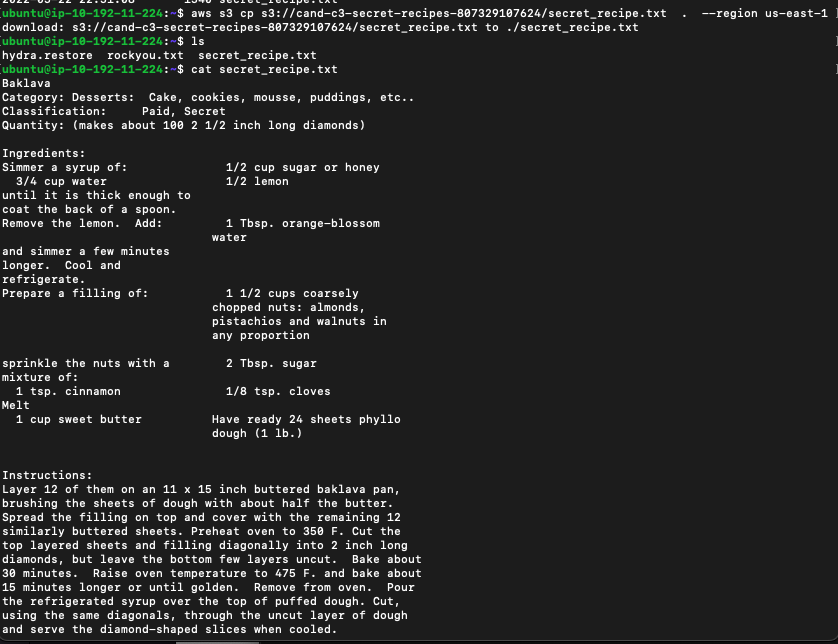 ubuntu@ip-10-192-11-224:~$ aws s3 cp s3://cand-c3-secret-recipes-807329107624/secret_recipe.txt  .  --region us-east-1
download: s3://cand-c3-secret-recipes-807329107624/secret_recipe.txt to ./secret_recipe.txt
ubuntu@ip-10-192-11-224:~$ ls
hydra.restore  rockyou.txt  secret_recipe.txt
ubuntu@ip-10-192-11-224:~$ cat secret_recipe.txt
Baklava
Category: Desserts:  Cake, cookies, mousse, puddings, etc..
Classification:     Paid, Secret
Quantity: (makes about 100 2 1/2 inch long diamonds)
Ingredients:
Simmer a syrup of:              1/2 cup sugar or honey
  3/4 cup water                 1/2 lemon
until it is thick enough to
coat the back of a spoon.
Remove the lemon.  Add:         1 Tbsp. orange-blossom
                              water
and simmer a few minutes
longer.  Cool and
refrigerate.
Prepare a filling of:           1 1/2 cups coarsely
                              chopped nuts: almonds,
                              pistachios and walnuts in
                              any proportion
sprinkle the nuts with a        2 Tbsp. sugar
mixture of:
  1 tsp. cinnamon               1/8 tsp. cloves
Melt
  1 cup sweet butter          Have ready 24 sheets phyllo
                              dough (1 lb.)
Instructions:
Layer 12 of them on an 11 x 15 inch buttered baklava pan,
brushing the sheets of dough with about half the butter.
Spread the filling on top and cover with the remaining 12
similarly buttered sheets. Preheat oven to 350 F. Cut the
top layered sheets and filling diagonally into 2 inch long
diamonds, but leave the bottom few layers uncut.  Bake about
30 minutes.  Raise oven temperature to 475 F. and bake about
15 minutes longer or until golden.  Remove from oven.  Pour
the refrigerated syrup over the top of puffed dough. Cut,
using the same diagonals, through the uncut layer of dough
and serve the diamond-shaped slices when cooled.